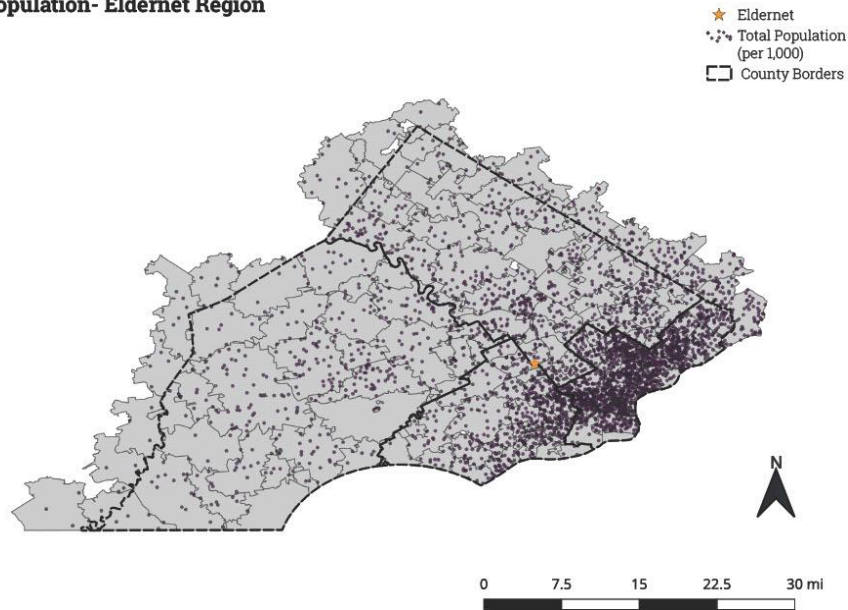 opulation- Eldernet Region
Eldernet
Total Population
(per 1,000)
County Borders
N
0 7.5 15 22.5 30 mi